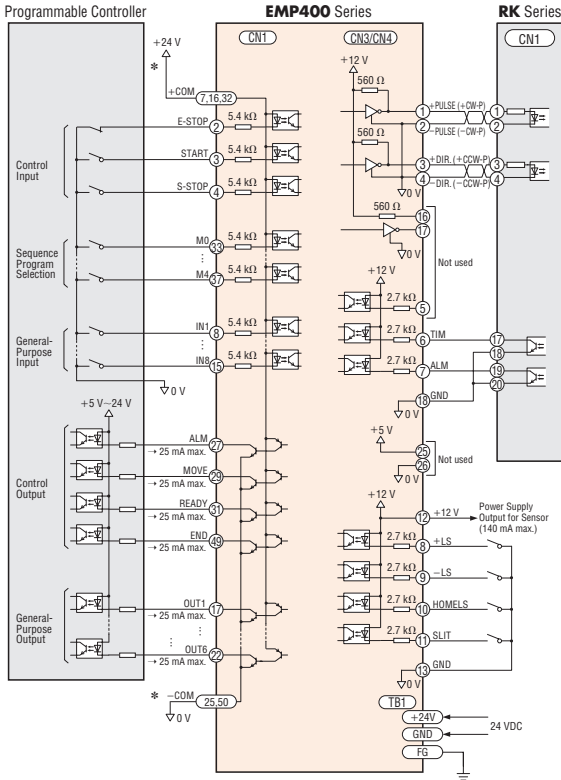 Programmable Controller
EMP400 Series
RK Series
CN1
CN3/CN4
CN1
+24 V
*
+COM
7,16,32
Control
Input
E-STOP
2
5.4 kΩ
START
3
5.4 kΩ
S-STOP
4
5.4 kΩ
Sequence
Program
Selection
M0
33
5.4 kΩ
M4
37
5.4 kΩ
General-
Purpose
Input
IN1
8
5.4 kΩ
IN8
15
5.4 kΩ
0 V
+5 V~24 V
Control
Output
ALM
27
→ 25 mA max.
MOVE
29
→ 25 mA max.
READY
31
→ 25 mA max.
END
49
→ 25 mA max.
General-
Purpose
Output
OUT1
17
→ 25 mA max.
OUT6
22
→ 25 mA max.
* −COM
25,50
0 V
+12 V
560 Ω
1
+PULSE (+CW-P)
1
2
−PULSE (−CW-P)
2
560 Ω
3
+DIR. (+CCW-P)
3
4
−DIR. (−CCW-P)
4
0 V
560 Ω
16
17
0 V
Not used
+12 V
2.7 kΩ
5
2.7 kΩ
6
TIM
17
18
2.7 kΩ
7
ALM
19
20
18
GND
0 V
+5 V
25
26
0 V
Not used
+12 V
12
+12 V
Power Supply
Output for Sensor
(140 mA max.)
2.7 kΩ
8
+LS
2.7 kΩ
9
−LS
2.7 kΩ
10
HOMELS
2.7 kΩ
11
SLIT
13
GND
0 V
TB1
+24V
GND
24 VDC
FG